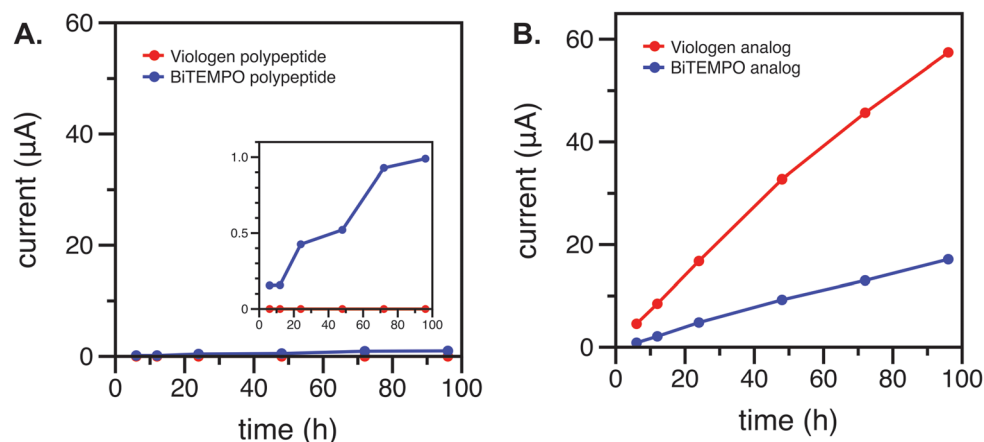 A.
60
40
20
0
current (µA)
Viologen polypeptide
BiTEMPO polypeptide
1.0
0.5
0
0 20 40 60 80 100
0 20 40 60 80 100
time (h)
B.
60
40
20
0
current (µA)
Viologen analog
BiTEMPO analog
0 20 40 60 80 100
time (h)